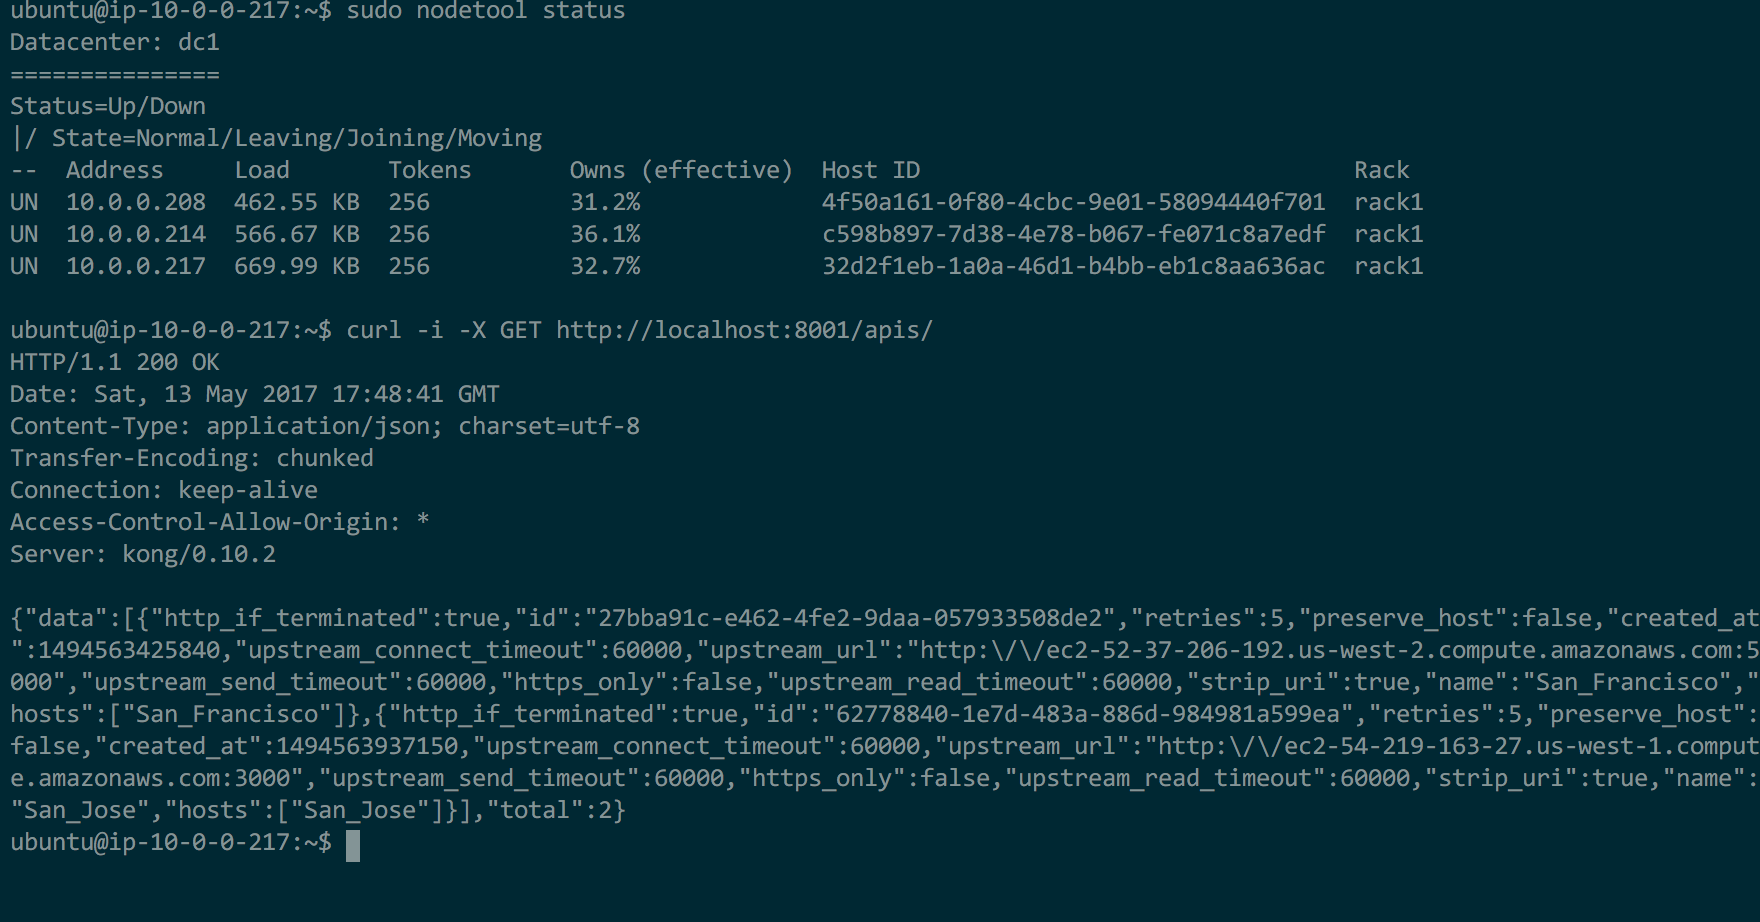 ubuntu@ip-10-0-0-217:~$ sudo nodetool status
Datacenter: dc1
===============
Status=Up/Down
|/ State=Normal/Leaving/Joining/Moving
--  Address     Load       Tokens       Owns (effective)  Host ID                               Rack
UN  10.0.0.208  462.55 KB  256          31.2%             4f50a161-0f80-4cbc-9e01-58094440f701  rack1
UN  10.0.0.214  566.67 KB  256          36.1%             c598b897-7d38-4e78-b067-fe071c8a7edf  rack1
UN  10.0.0.217  669.99 KB  256          32.7%             32d2f1eb-1a0a-46d1-b4bb-eb1c8aa636ac  rack1
ubuntu@ip-10-0-0-217:~$ curl -i -X GET http://localhost:8001/apis/
HTTP/1.1 200 OK
Date: Sat, 13 May 2017 17:48:41 GMT
Content-Type: application/json; charset=utf-8
Transfer-Encoding: chunked
Connection: keep-alive
Access-Control-Allow-Origin: *
Server: kong/0.10.2
{"data":[{"http_if_terminated":true,"id":"27bba91c-e462-4fe2-9daa-057933508de2","retries":5,"preserve_host":false,"created_at
":1494563425840,"upstream_connect_timeout":60000,"upstream_url":"http:\/\/ec2-52-37-206-192.us-west-2.compute.amazonaws.com:5
000","upstream_send_timeout":60000,"https_only":false,"upstream_read_timeout":60000,"strip_uri":true,"name":"San_Francisco","
hosts":["San_Francisco"]},{"http_if_terminated":true,"id":"62778840-1e7d-483a-886d-984981a599ea","retries":5,"preserve_host":
false,"created_at":1494563937150,"upstream_connect_timeout":60000,"upstream_url":"http:\/\/ec2-54-219-163-27.us-west-1.comput
e.amazonaws.com:3000","upstream_send_timeout":60000,"https_only":false,"upstream_read_timeout":60000,"strip_uri":true,"name":
"San_Jose","hosts":["San_Jose"]}],"total":2}
ubuntu@ip-10-0-0-217:~$